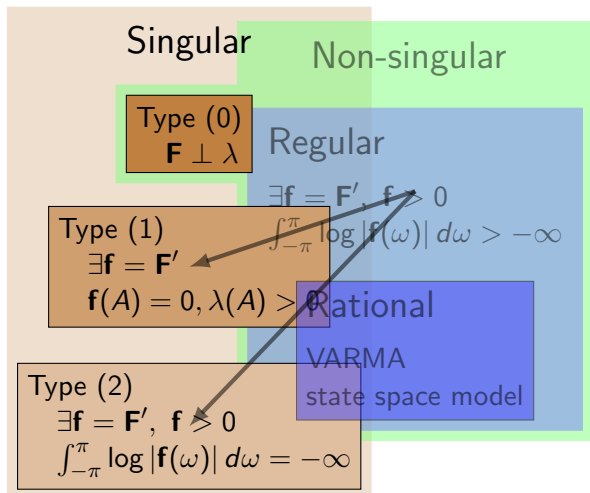 Singular
Non-singular
Type (0)
F ⊥ λ
Regular
∃f = F′, f > 0
∫_{-π}^{π} log |f(ω)| dω > −∞
Type (1)
∃f = F′
f(A) = 0, λ(A) > 0
Rational
VARMA
state space model
Type (2)
∃f = F′, f > 0
∫_{-π}^{π} log |f(ω)| dω = −∞